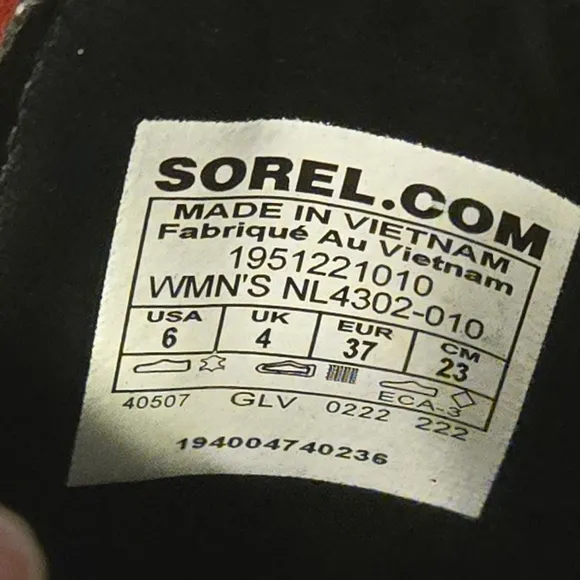 SOREL.COM
MADE IN VIETNAM
Fabriqué Au Vietnam
1951221010
WMN'S NL4302-010
USA UK EUR CM
6 4 37 23
ECA-3
40507 GLV 0222 222
194004740236